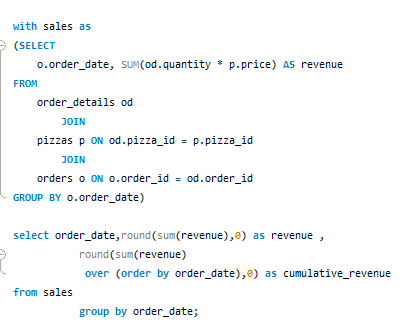 with sales as
(SELECT
o.order_date, SUM(od.quantity * p.price) AS revenue
FROM
order_details od
JOIN
pizzas p ON od.pizza_id = p.pizza_id
JOIN
orders o ON o.order_id = od.order_id
GROUP BY o.order_date)
select order_date,round(sum(revenue),0) as revenue ,
round(sum(revenue)
over (order by order_date),0) as cumulative_revenue
from sales
group by order_date;